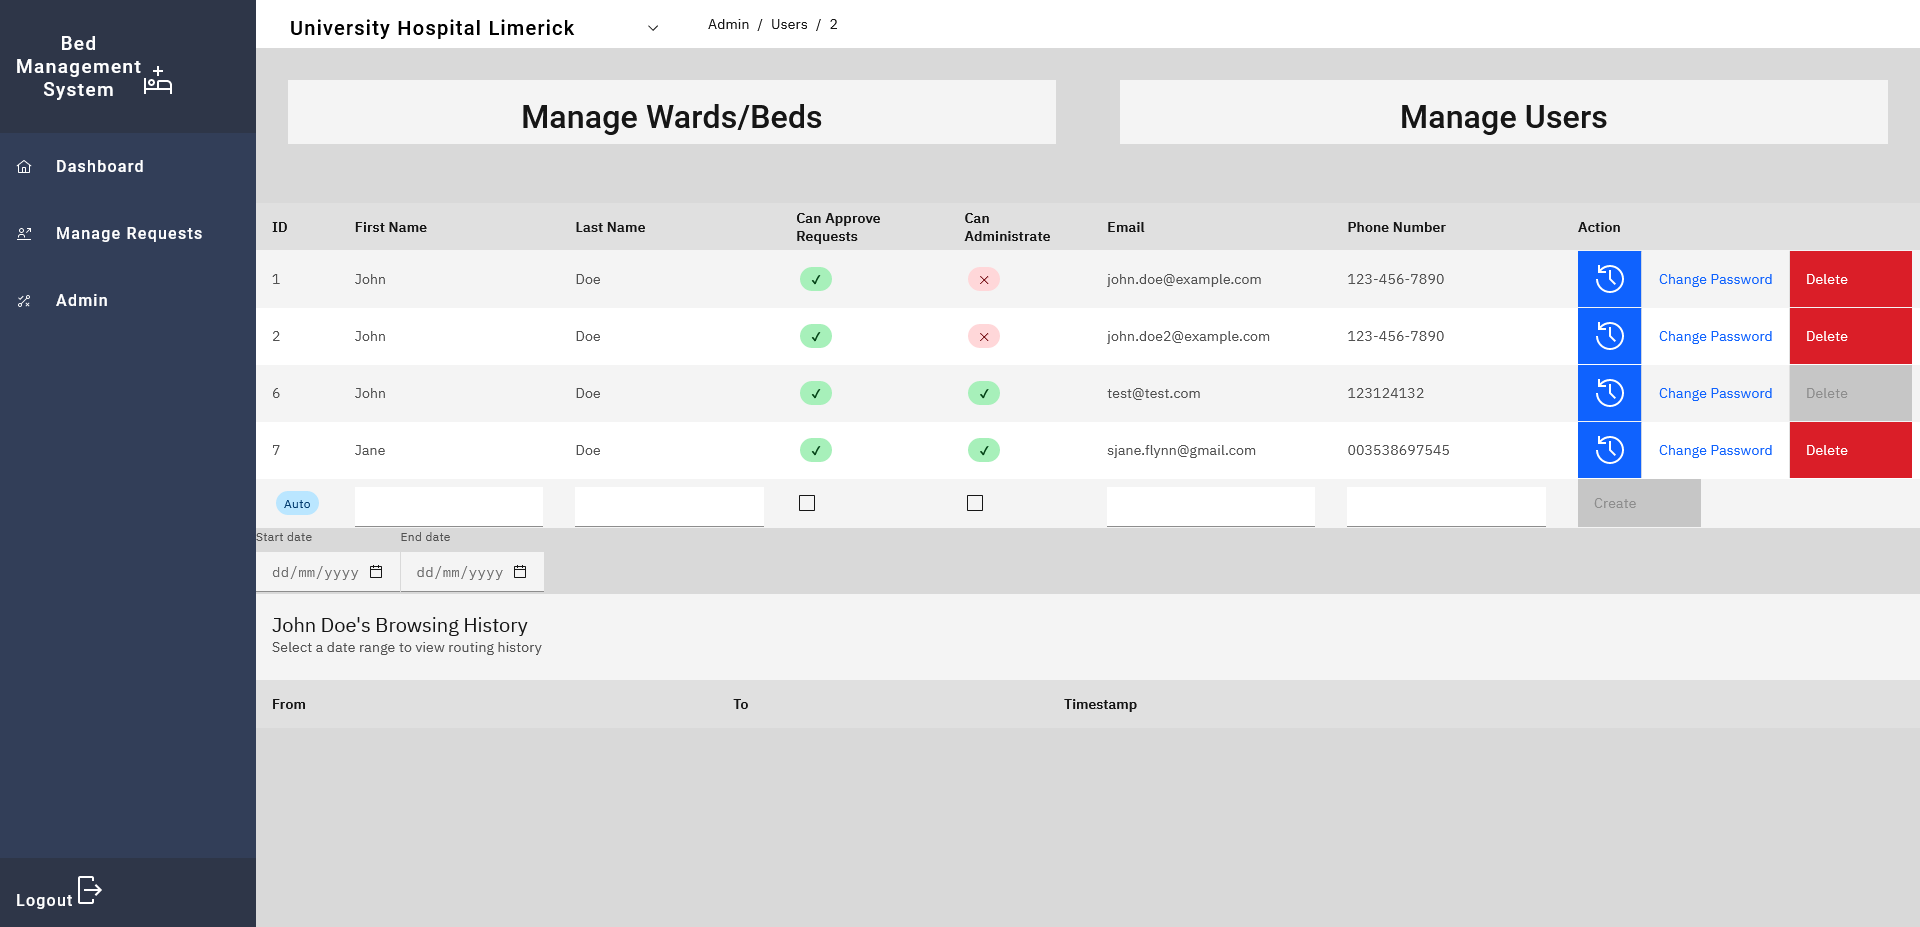 Bed
Management
System
Dashboard
Manage Requests
Admin
Logout
University Hospital Limerick
Admin / Users / 2
Manage Wards/Beds
Manage Users
ID First Name Last Name Can Approve Requests Can Administrate Email Phone Number Action
1 John Doe john.doe@example.com 123-456-7890 Change Password Delete
2 John Doe john.doe2@example.com 123-456-7890 Change Password Delete
6 John Doe test@test.com 123124132 Change Password Delete
7 Jane Doe sjane.flynn@gmail.com 003538697545 Change Password Delete
Auto Create
Start date End date
dd/mm/yyyy dd/mm/yyyy
John Doe's Browsing History
Select a date range to view routing history
From To Timestamp